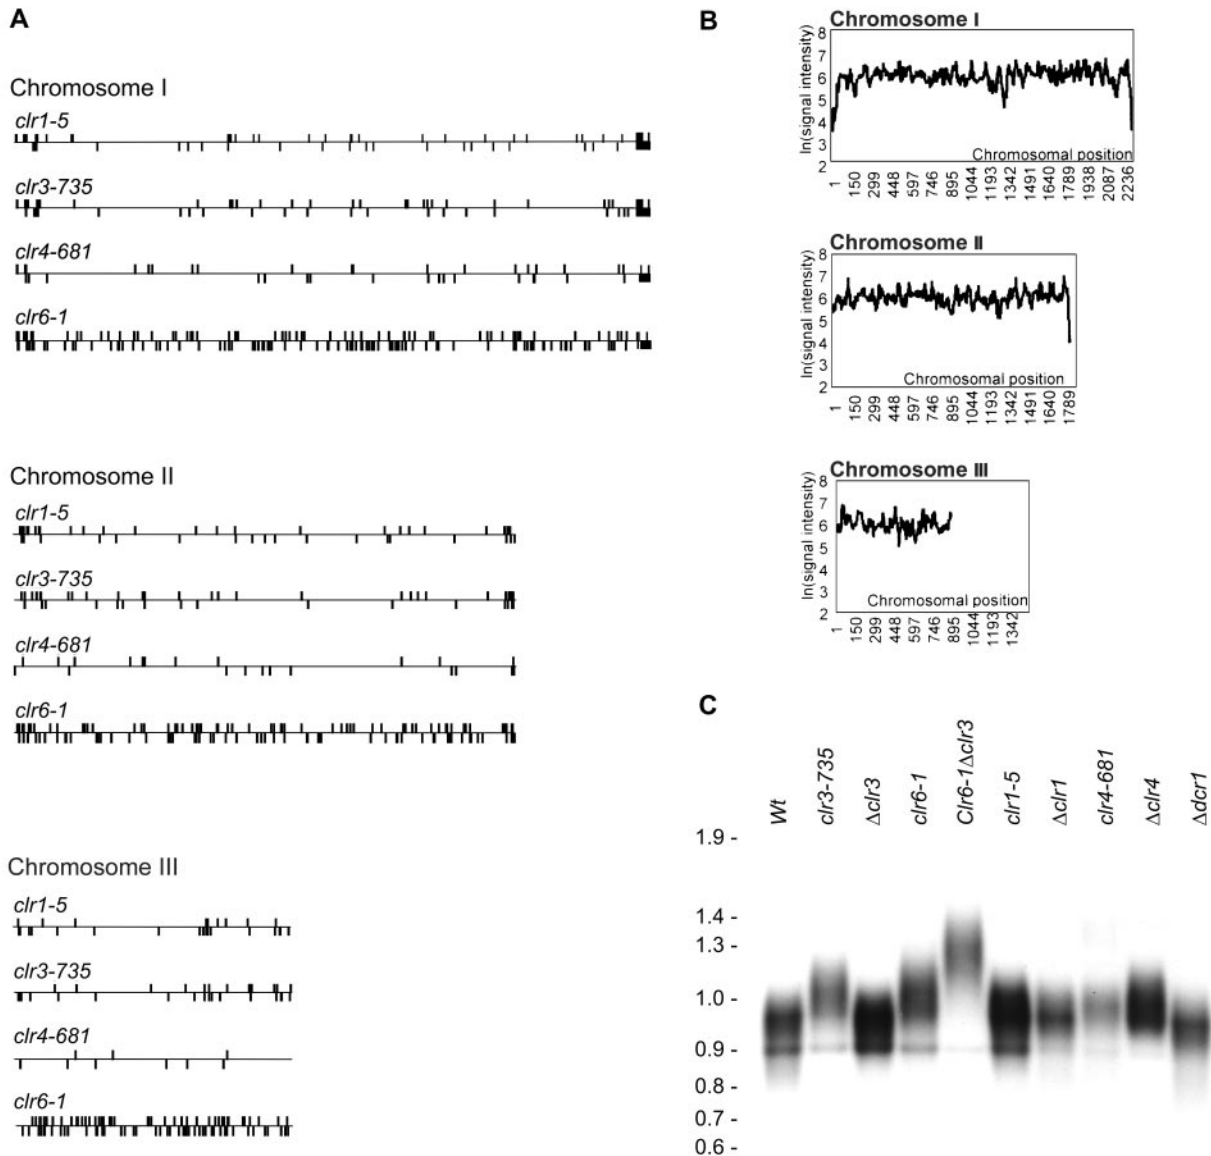 A
Chromosome I
clr1-5
clr3-735
clr4-681
clr6-1
Chromosome II
clr1-5
clr3-735
clr4-681
clr6-1
Chromosome III
clr1-5
clr3-735
clr4-681
clr6-1
B
Chromosome I
ln(signal intensity)
8
7
6
5
4
3
2
Chromosomal position
1 150 299 448 597 746 895 1044 1193 1342 1491 1640 1789 1938 2087 2236
Chromosome II
ln(signal intensity)
8
7
6
5
4
3
2
Chromosomal position
1 150 299 448 597 746 895 1044 1193 1342 1491 1640 1789
Chromosome III
ln(signal intensity)
8
7
6
5
4
3
2
Chromosomal position
1 150 299 448 597 746 895 1044 1193 1342
C
Wt clr3-735 Δclr3 clr6-1 Clr6-1Δclr3 clr1-5 Δclr1 clr4-681 Δclr4 Δdcr1
1.9 -
1.4 -
1.3 -
1.0 -
0.9 -
0.8 -
0.7 -
0.6 -